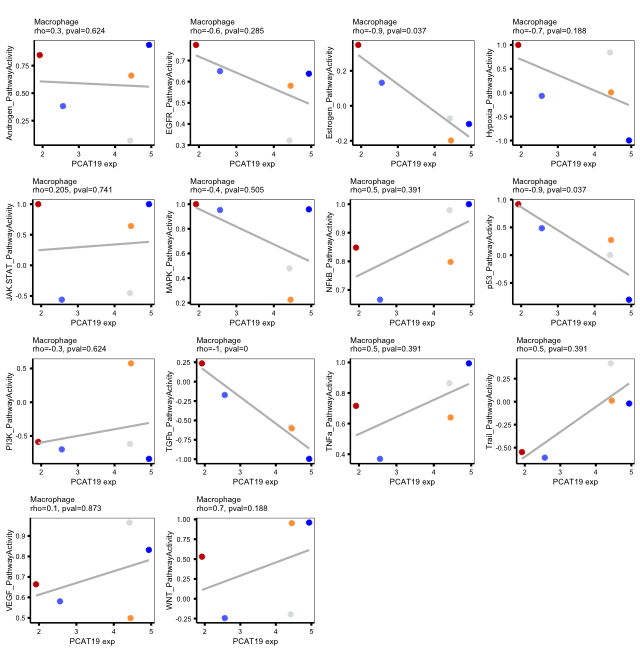 Macrophage
rho=0.3, pval=0.624
Androgen_PathwayActivity
0.75
0.50
0.25
2
3
4
5
PCAT19 exp
Macrophage
rho=-0.6, pval=0.285
EGFR_PathwayActivity
0.7
0.6
0.5
0.4
0.3
2
3
4
5
PCAT19 exp
Macrophage
rho=-0.9, pval=0.037
Estrogen_PathwayActivity
0.2
0.0
-0.2
2
3
4
5
PCAT19 exp
Macrophage
rho=-0.7, pval=0.188
Hypoxia_PathwayActivity
1.0
0.5
0.0
-0.5
-1.0
2
3
4
5
PCAT19 exp
Macrophage
rho=0.205, pval=0.741
JAK-STAT_PathwayActivity
1.0
0.5
0.0
-0.5
2
3
4
5
PCAT19 exp
Macrophage
rho=-0.4, pval=0.505
MAPK_PathwayActivity
1.0
0.8
0.6
0.4
0.2
2
3
4
5
PCAT19 exp
Macrophage
rho=0.5, pval=0.391
NFkB_PathwayActivity
1.0
0.9
0.8
0.7
2
3
4
5
PCAT19 exp
Macrophage
rho=-0.9, pval=0.037
p53_PathwayActivity
1.0
0.5
0.0
-0.5
2
3
4
5
PCAT19 exp
Macrophage
rho=-0.3, pval=0.624
PI3K_PathwayActivity
0.5
0.0
-0.5
2
3
4
5
PCAT19 exp
Macrophage
rho=-1, pval=0
TGFb_PathwayActivity
0.25
0.00
-0.25
-0.50
-0.75
-1.00
2
3
4
5
PCAT19 exp
Macrophage
rho=0.5, pval=0.391
TNFa_PathwayActivity
1.0
0.8
0.6
0.4
2
3
4
5
PCAT19 exp
Macrophage
rho=0.5, pval=0.391
Trail_PathwayActivity
0.25
0.00
-0.25
-0.50
2
3
4
5
PCAT19 exp
Macrophage
rho=0.1, pval=0.873
VEGF_PathwayActivity
0.9
0.8
0.7
0.6
0.5
2
3
4
5
PCAT19 exp
Macrophage
rho=0.7, pval=0.188
WNT_PathwayActivity
1.00
0.75
0.50
0.25
0.00
-0.25
2
3
4
5
PCAT19 exp